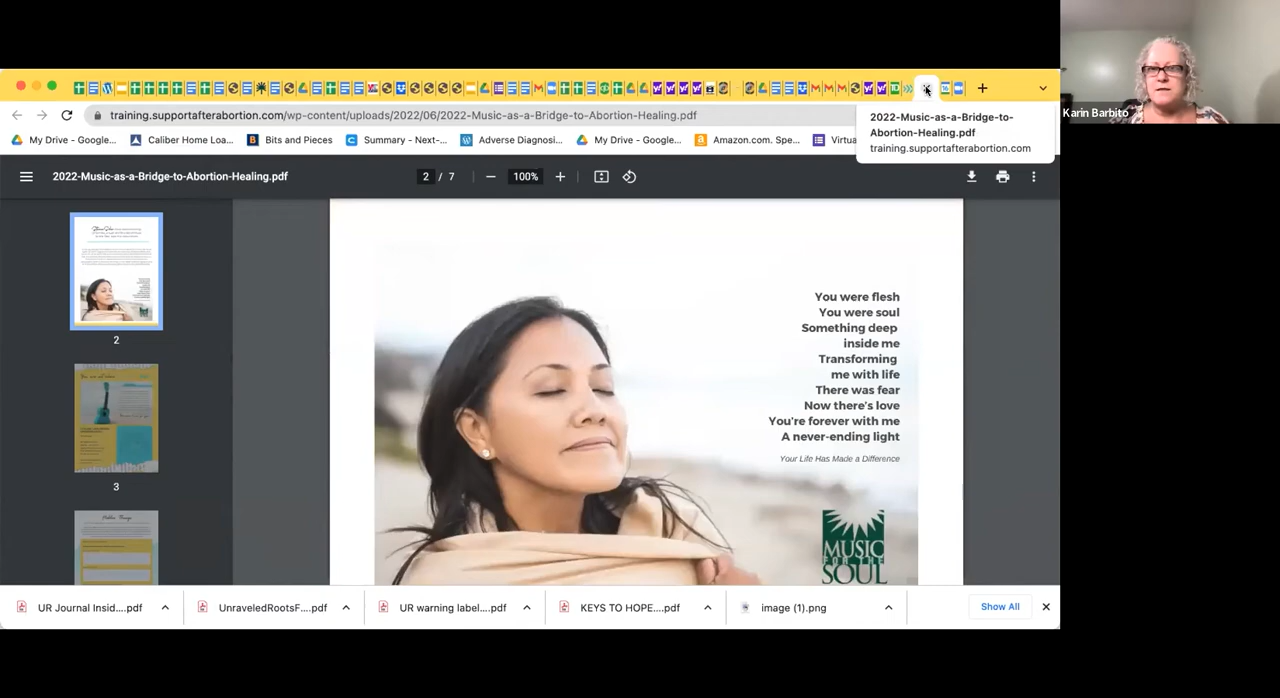 training.supportafterabortion.com/wp-content/uploads/2022/06/2022-Music-as-a-Bridge-to-Abortion-Healing.pdf
My Drive - Google...
Caliber Home Loa...
Bits and Pieces
Summary - Next-...
Adverse Diagnosi...
My Drive - Google...
Amazon.com. Spe...
Virtua
2022-Music-as-a-Bridge-to-
Abortion-Healing.pdf
training.supportafterabortion.com
Karin Barbito
2022-Music-as-a-Bridge-to-Abortion-Healing.pdf
2 / 7
100%
2
3
You were flesh
You were soul
Something deep
inside me
Transforming
me with life
There was fear
Now there's love
You're forever with me
A never-ending light
Your Life Has Made a Difference
MUSIC
FOR THE
SOUL
UR Journal Insid....pdf
UnraveledRootsF....pdf
UR warning label....pdf
KEYS TO HOPE....pdf
image (1).png
Show All